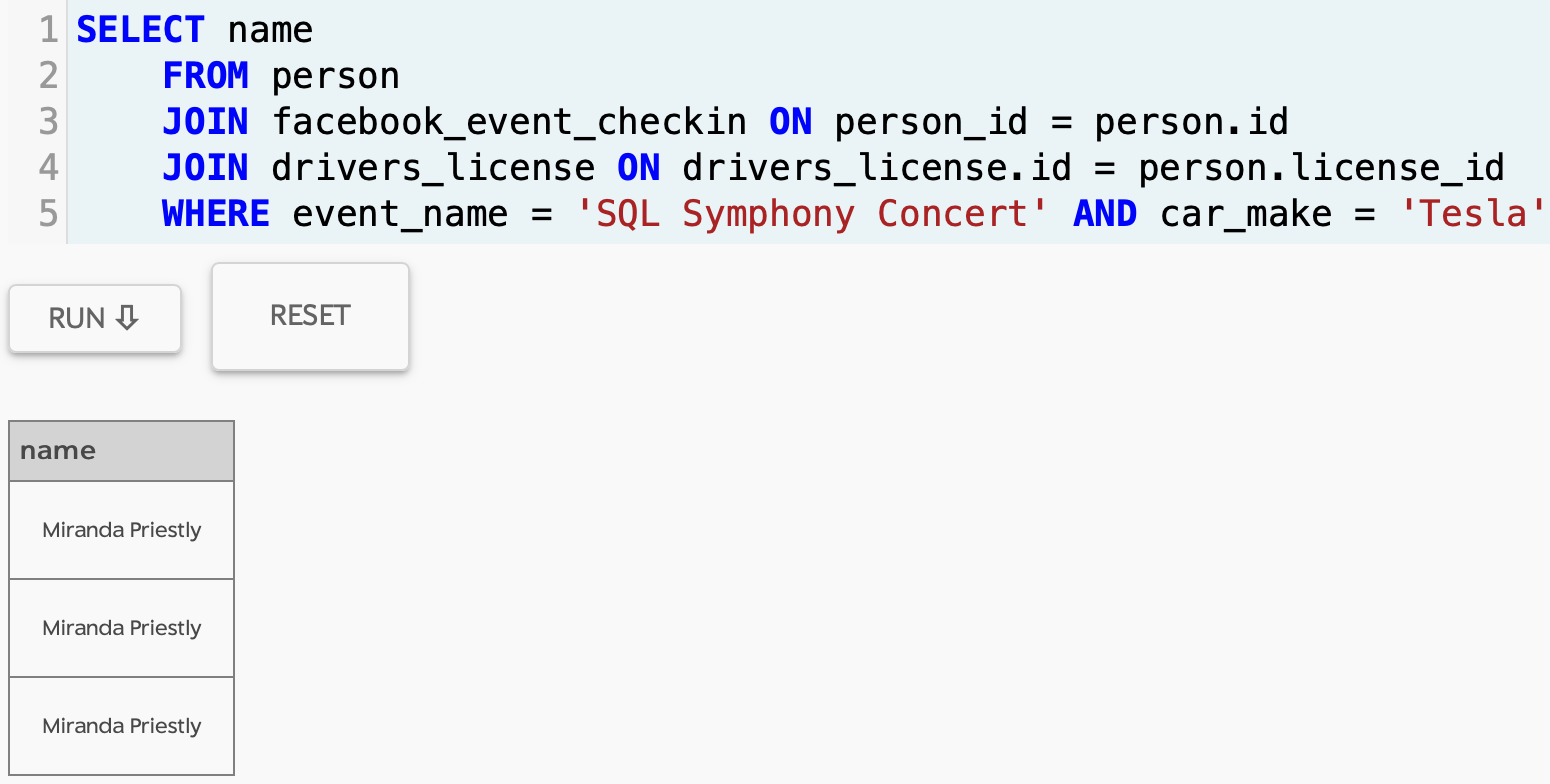 1 SELECT name
2 FROM person
3 JOIN facebook_event_checkin ON person_id = person.id
4 JOIN drivers_license ON drivers_license.id = person.license_id
5 WHERE event_name = 'SQL Symphony Concert' AND car_make = 'Tesla'
RUN ⇩ RESET
name
Miranda Priestly
Miranda Priestly
Miranda Priestly